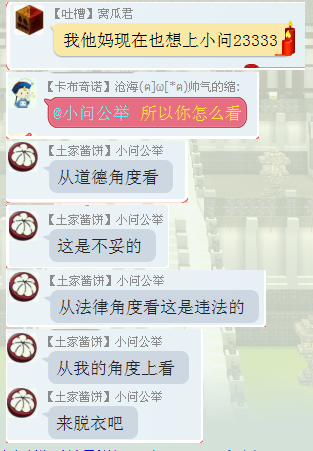 【吐槽】窝瓜君
我他妈现在也想上小问23333
【卡布奇诺】沧海(ฅ]ω[*ฅ)帅气的缩:
@小问公举 所以你怎么看
【土家酱饼】小问公举
从道德角度看
【土家酱饼】小问公举
这是不妥的
【土家酱饼】小问公举
从法律角度看这是违法的
【土家酱饼】小问公举
从我的角度上看
【土家酱饼】小问公举
来脱衣吧